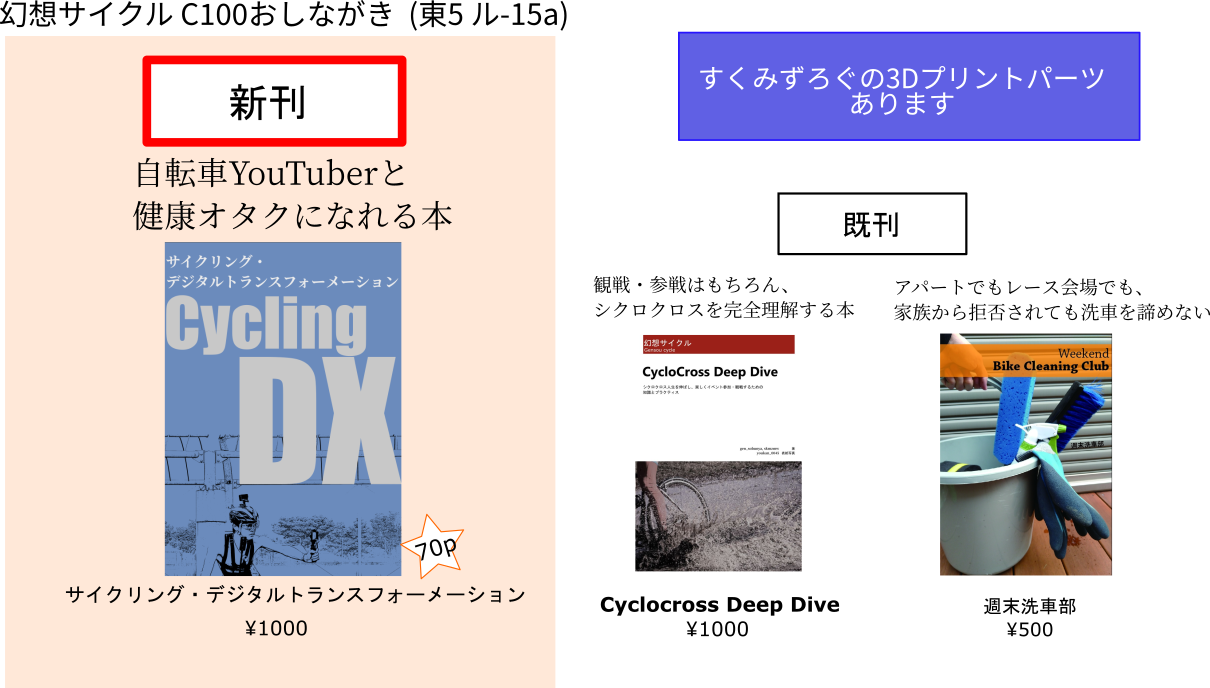 幻想サイクル C100おしながき (東5 ル-15a)
新刊
自転車YouTuberと
健康オタクになれる本
サイクリング・
デジタルトランスフォーメーション
Cycling
DX
70p
サイクリング・デジタルトランスフォーメーション
¥1000
すくみずろぐの3Dプリントパーツ
あります
既刊
観戦・参戦はもちろん、
シクロクロスを完全理解する本
幻想サイクル
Gensou cycle
CycloCross Deep Dive
シクロクロス人生を伸ばし、楽しくイベント参加・観戦するための
知識とプラクティス
Cyclocross Deep Dive
¥1000
アパートでもレース会場でも、
家族から拒否されても洗車を諦めない
Weekend
Bike Cleaning Club
週末洗車部
週末洗車部
¥500